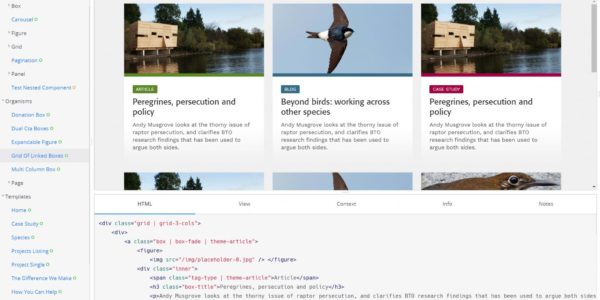 Box
Carousel
Figure
Grid
Pagination
Panel
Test Nested Component
Organisms
Donation Box
Dual Cta Boxes
Expandable Figure
Grid Of Linked Boxes
Multi Column Box
Page
Templates
Home
Case Study
Species
Projects Listing
Project Single
The Difference We Make
How You Can Help
ARTICLE
Peregrines, persecution and
policy
Andy Musgrove looks at the thorny issue of
raptor persecution, and clarifies BTO
research findings that has been used to
argue both sides.
BLOG
Beyond birds: working across
other species
Andy Musgrove looks at the thorny issue of
raptor persecution, and clarifies BTO
research findings that has been used to
argue both sides.
CASE STUDY
Peregrines, persecution and
policy
Andy Musgrove looks at the thorny issue of
raptor persecution, and clarifies BTO
research findings that has been used to
argue both sides.
HTML View Context Info Notes
<div class="grid | grid-3-cols">
<div>
<a class="box | box-fade | theme-article">
<figure>
<img src="/img/placeholder-0.jpg" /> </figure>
<div class="inner">
<span class="tag-type | theme-article">Article</span>
<h3 class="box-title">Peregrines, persecution and policy</h3>
<p>Andy Musgrove looks at the thorny issue of raptor persecution, and clarifies BTO research findings that has been used to argue both sides.